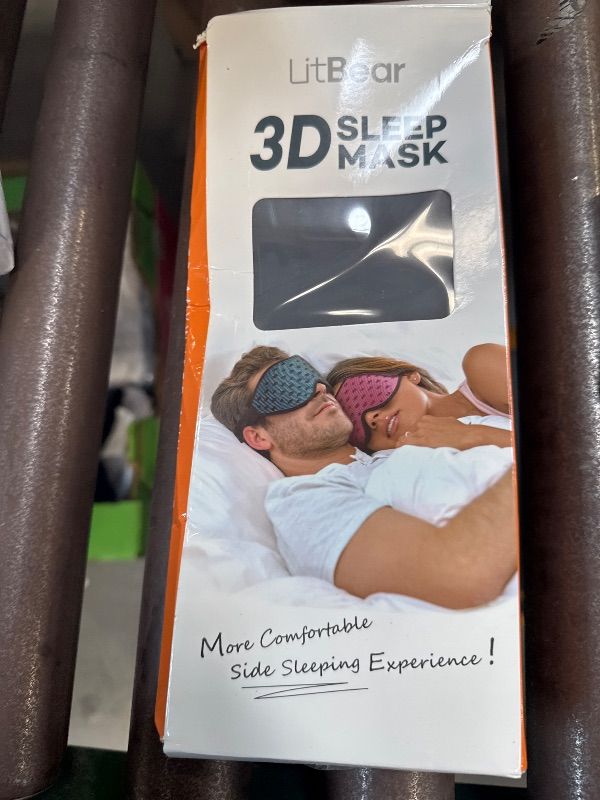 LitBear
3D SLEEP
MASK
More Comfortable
Side Sleeping Experience!